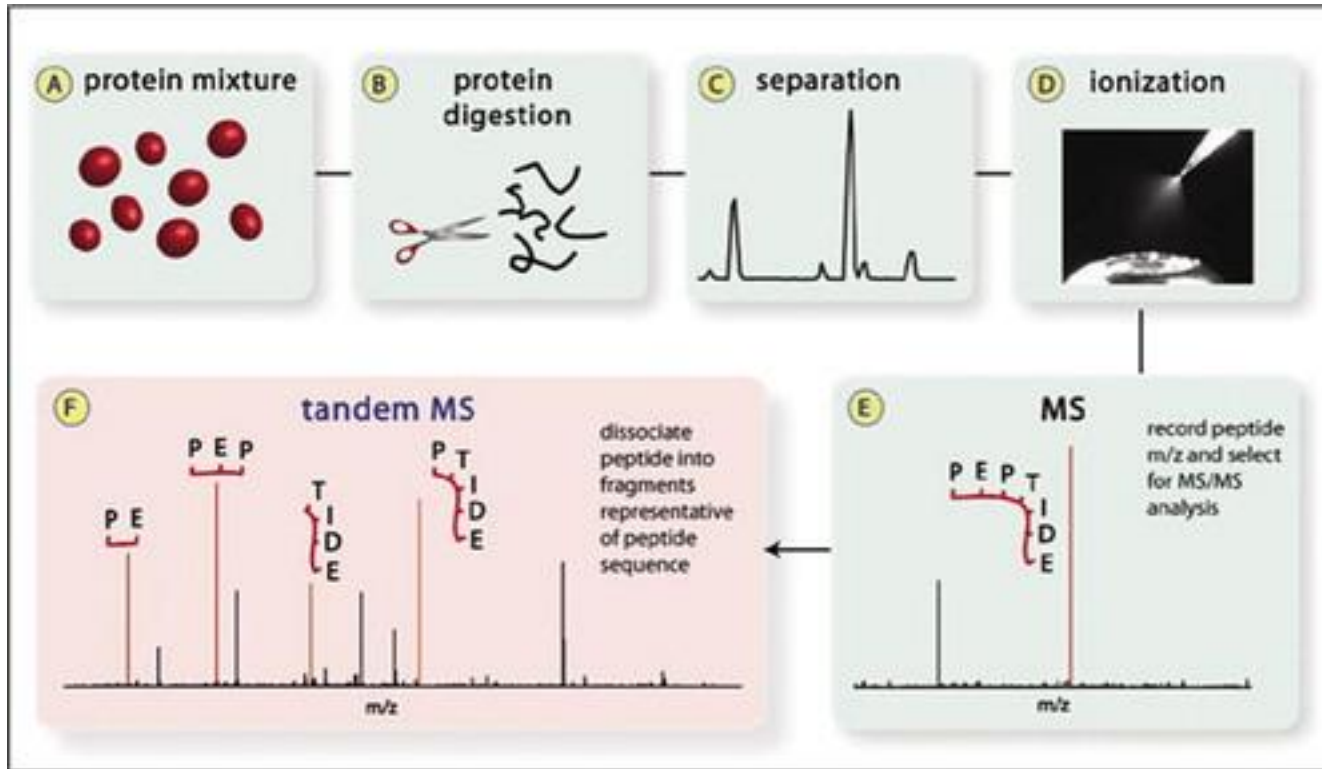 A protein mixture
B protein
digestion
C separation
D ionization
F tandem MS
dissociate
peptide into
fragments
representative
of peptide
sequence
P E
P E P
T
I
D
E
P T
I
D
E
m/z
E MS
record peptide
m/z and select
for MS/MS
analysis
P E P T
I
D
E
m/z